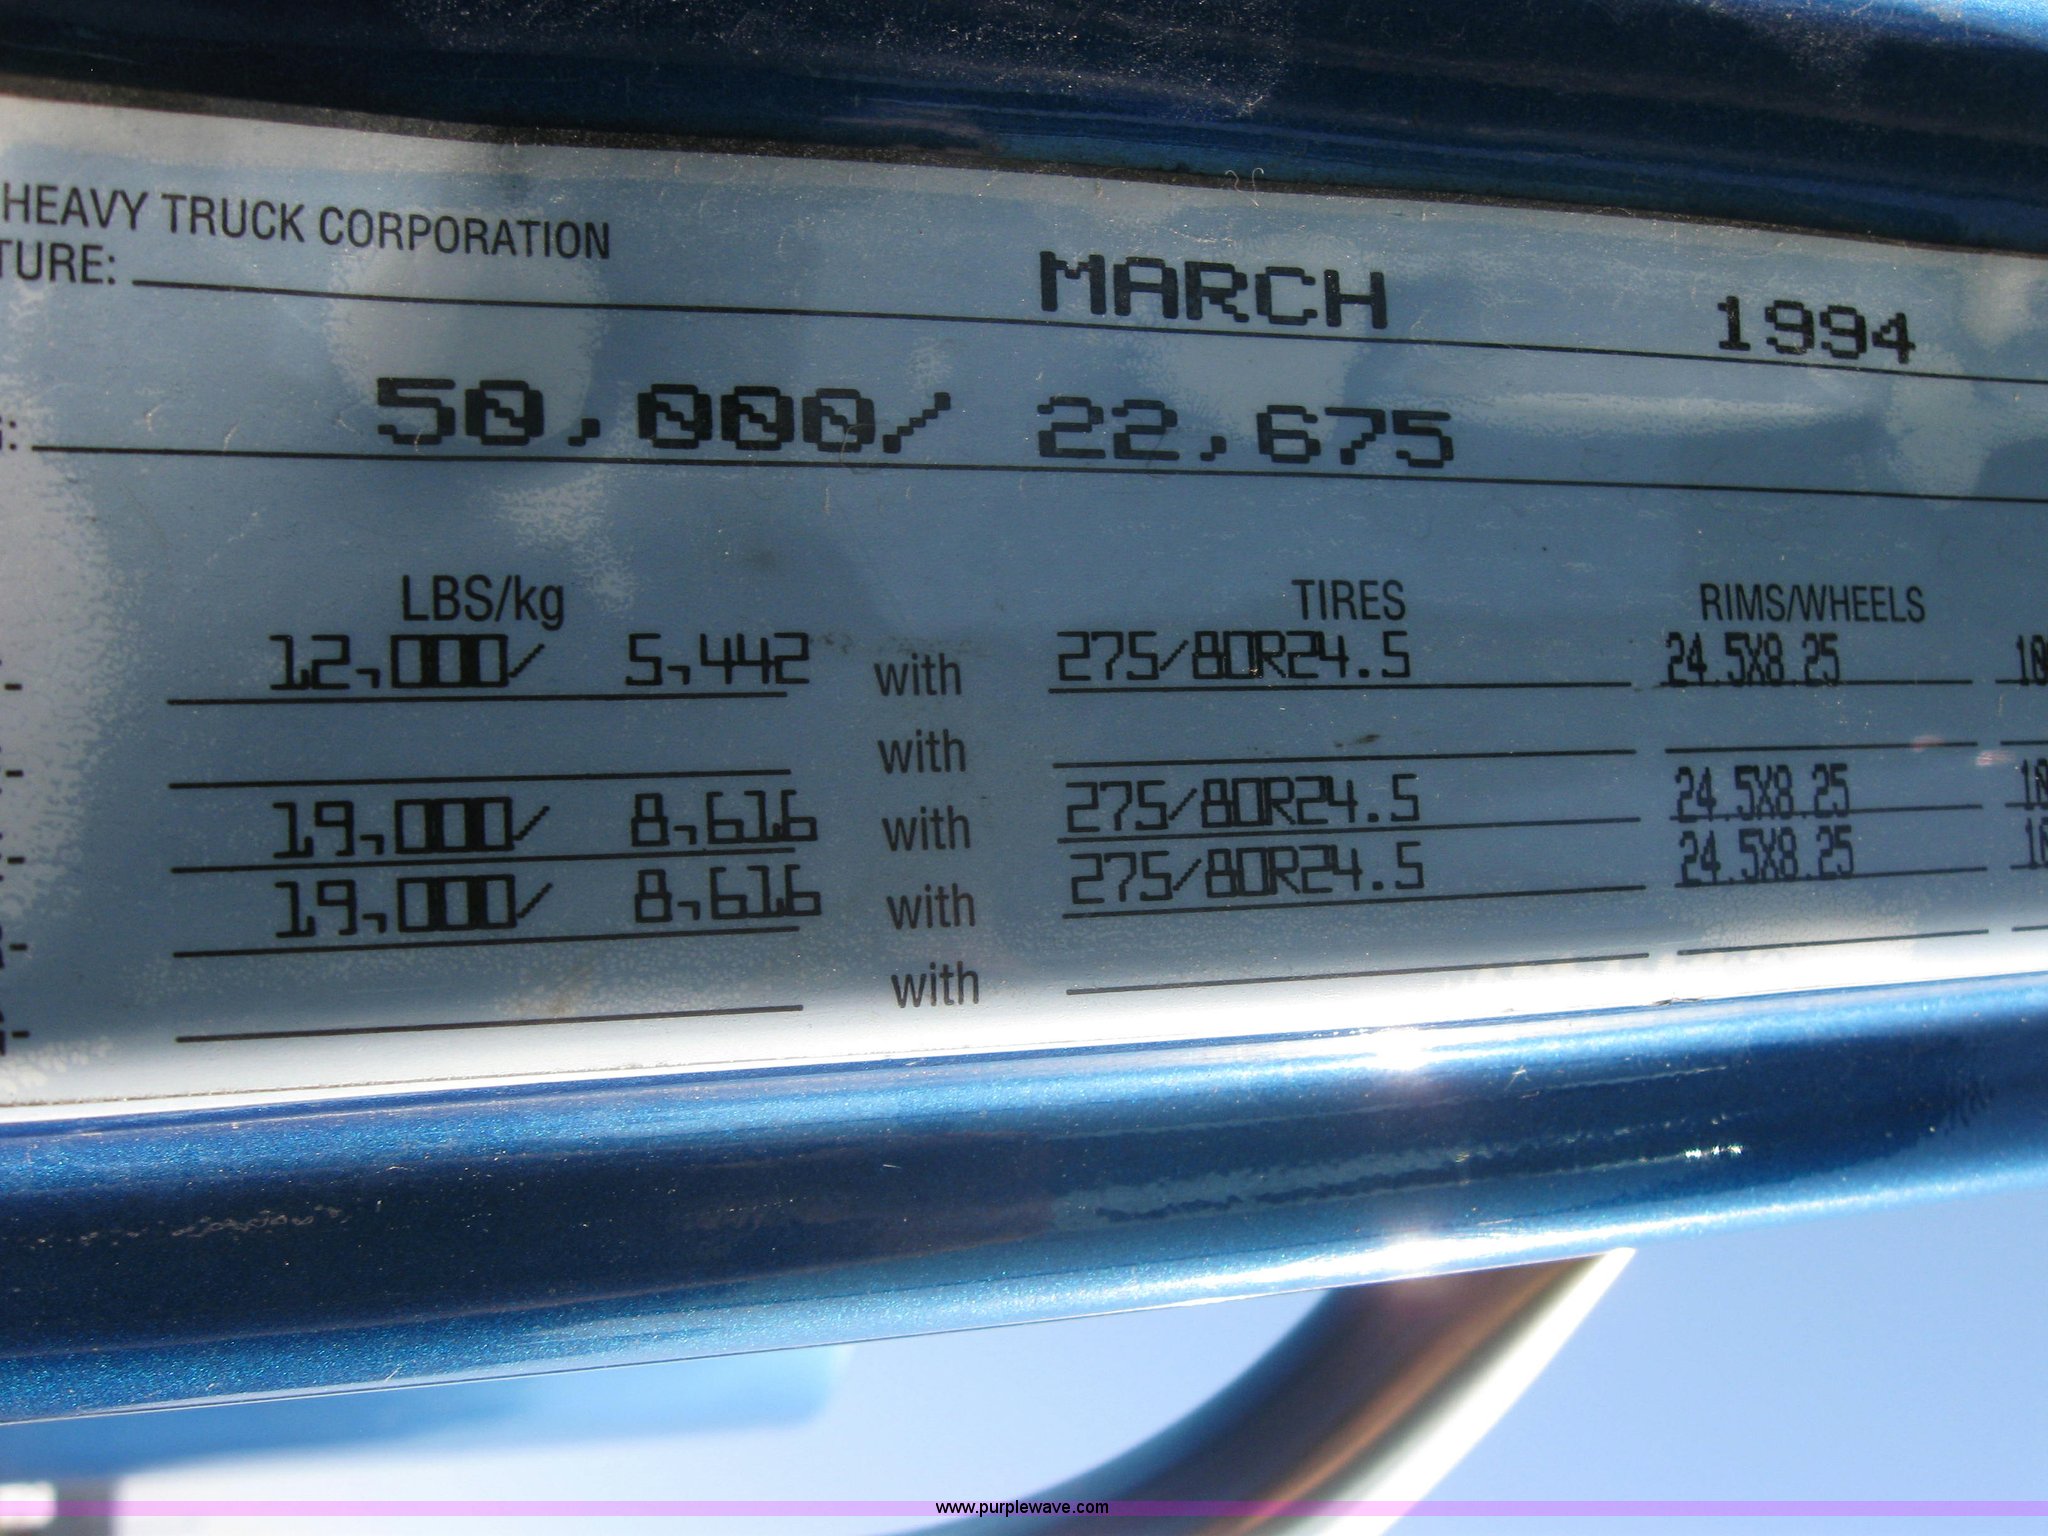 HEAVY TRUCK CORPORATION
TURE: MARCH 1994
50,000/ 22,675
LBS/kg TIRES RIMS/WHEELS
12,000/ 5,442 with 275/80R24.5 24.5X8.25
with
19,000/ 8,616 with 275/80R24.5 24.5X8.25
19,000/ 8,616 with 275/80R24.5 24.5X8.25
with
www.purplewave.com